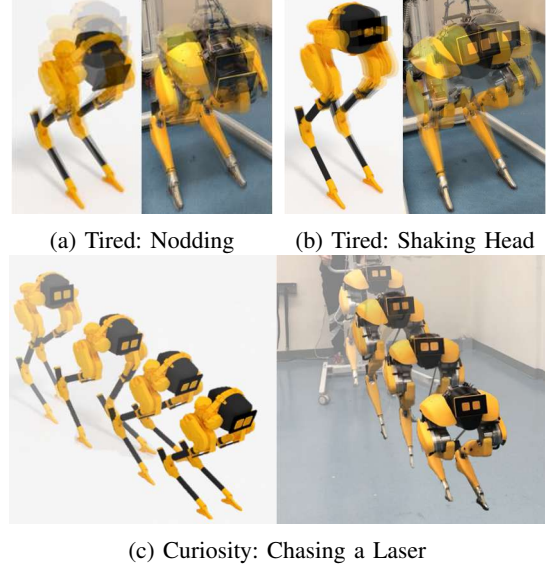 (a) Tired: Nodding
(b) Tired: Shaking Head
(c) Curiosity: Chasing a Laser